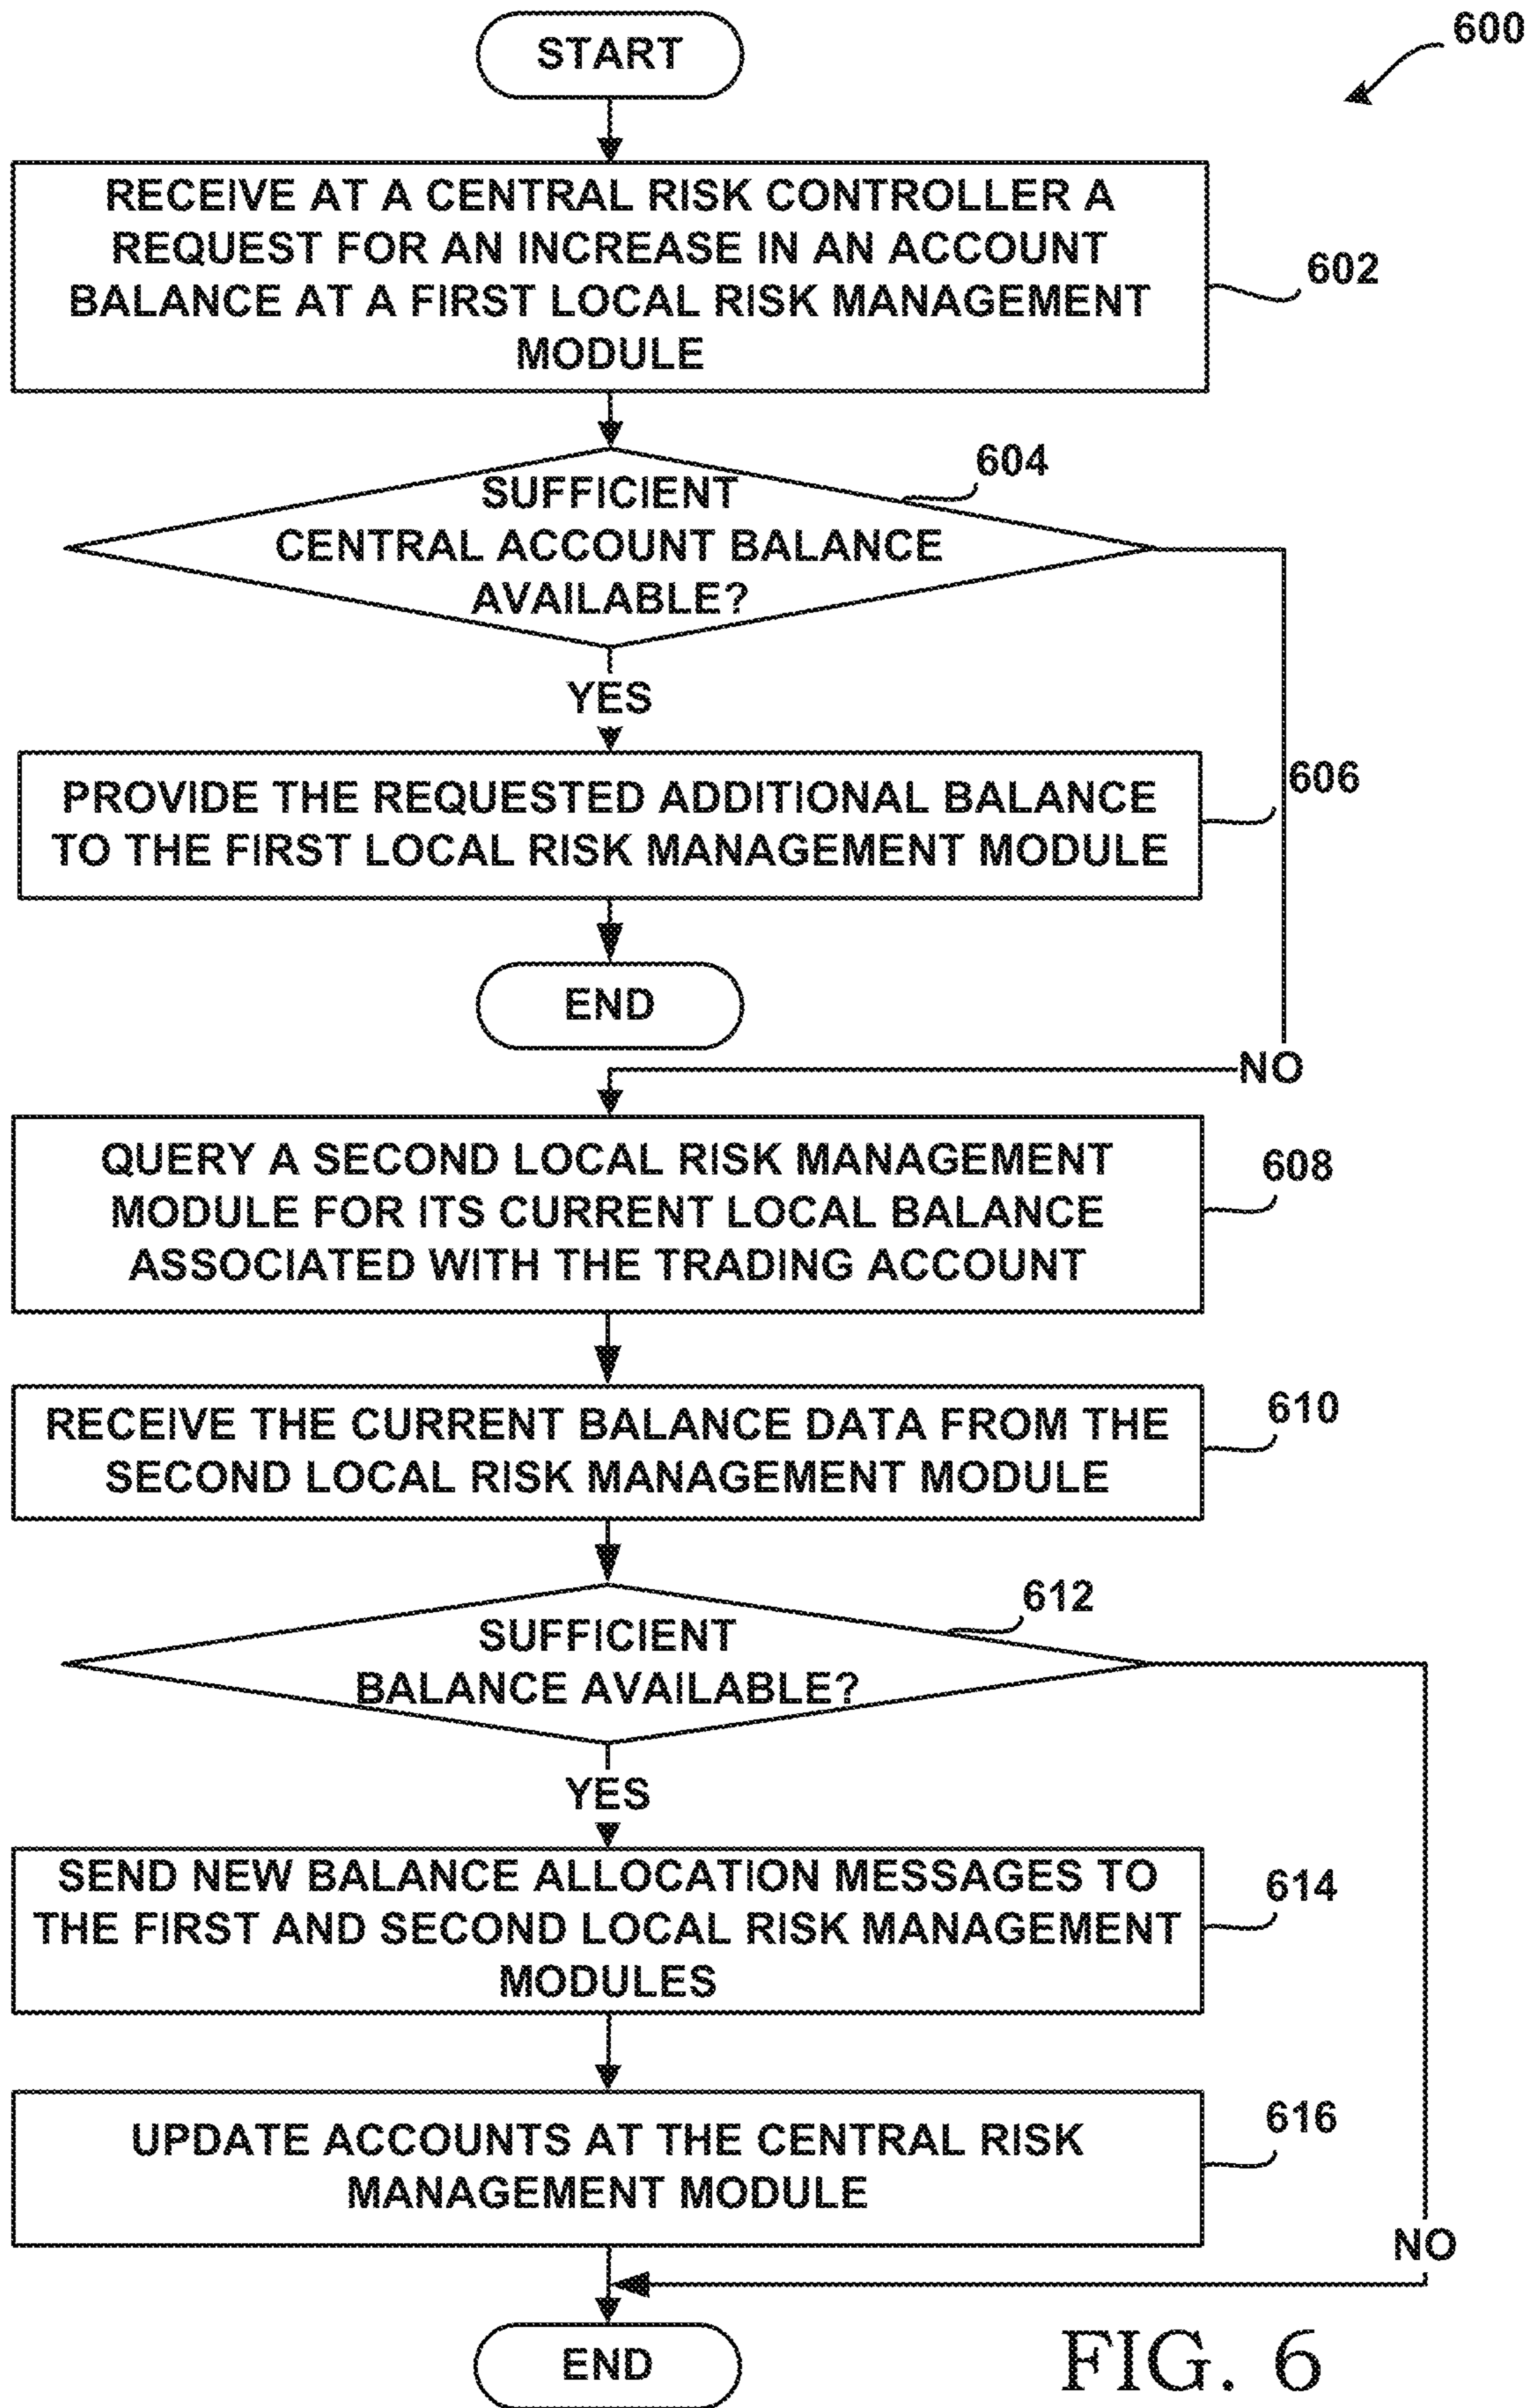 600
START
RECEIVE AT A CENTRAL RISK CONTROLLER A
REQUEST FOR AN INCREASE IN AN ACCOUNT
BALANCE AT A FIRST LOCAL RISK MANAGEMENT
MODULE
602
604
SUFFICIENT
CENTRAL ACCOUNT BALANCE
AVAILABLE?
YES
PROVIDE THE REQUESTED ADDITIONAL BALANCE
TO THE FIRST LOCAL RISK MANAGEMENT MODULE
606
END
NO
QUERY A SECOND LOCAL RISK MANAGEMENT
MODULE FOR ITS CURRENT LOCAL BALANCE
ASSOCIATED WITH THE TRADING ACCOUNT
608
RECEIVE THE CURRENT BALANCE DATA FROM THE
SECOND LOCAL RISK MANAGEMENT MODULE
610
612
SUFFICIENT
BALANCE AVAILABLE?
YES
SEND NEW BALANCE ALLOCATION MESSAGES TO
THE FIRST AND SECOND LOCAL RISK MANAGEMENT
MODULES
614
UPDATE ACCOUNTS AT THE CENTRAL RISK
MANAGEMENT MODULE
616
NO
END
FIG. 6